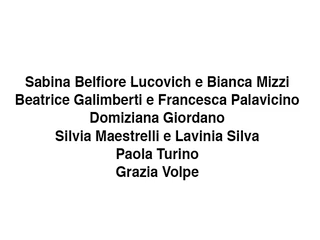 Sabina Belfiore Lucovich e Bianca Mizzi
Beatrice Galimberti e Francesca Palavicino
Domiziana Giordano
Silvia Maestrelli e Lavinia Silva
Paola Turino
Grazia Volpe